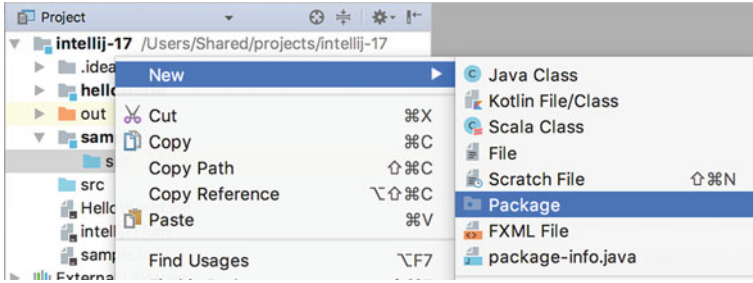 Project
intellij-17 /Users/Shared/projects/intellij-17
.idea
hello
out
sam
s
src
Hello
intell
samp
External
New
Cut ⌘X
Copy ⌘C
Copy Path ⇧⌘C
Copy Reference ⌥⇧⌘C
Paste ⌘V
Find Usages ⌥F7
Java Class
Kotlin File/Class
Scala Class
File
Scratch File ⇧⌘N
Package
FXML File
package-info.java